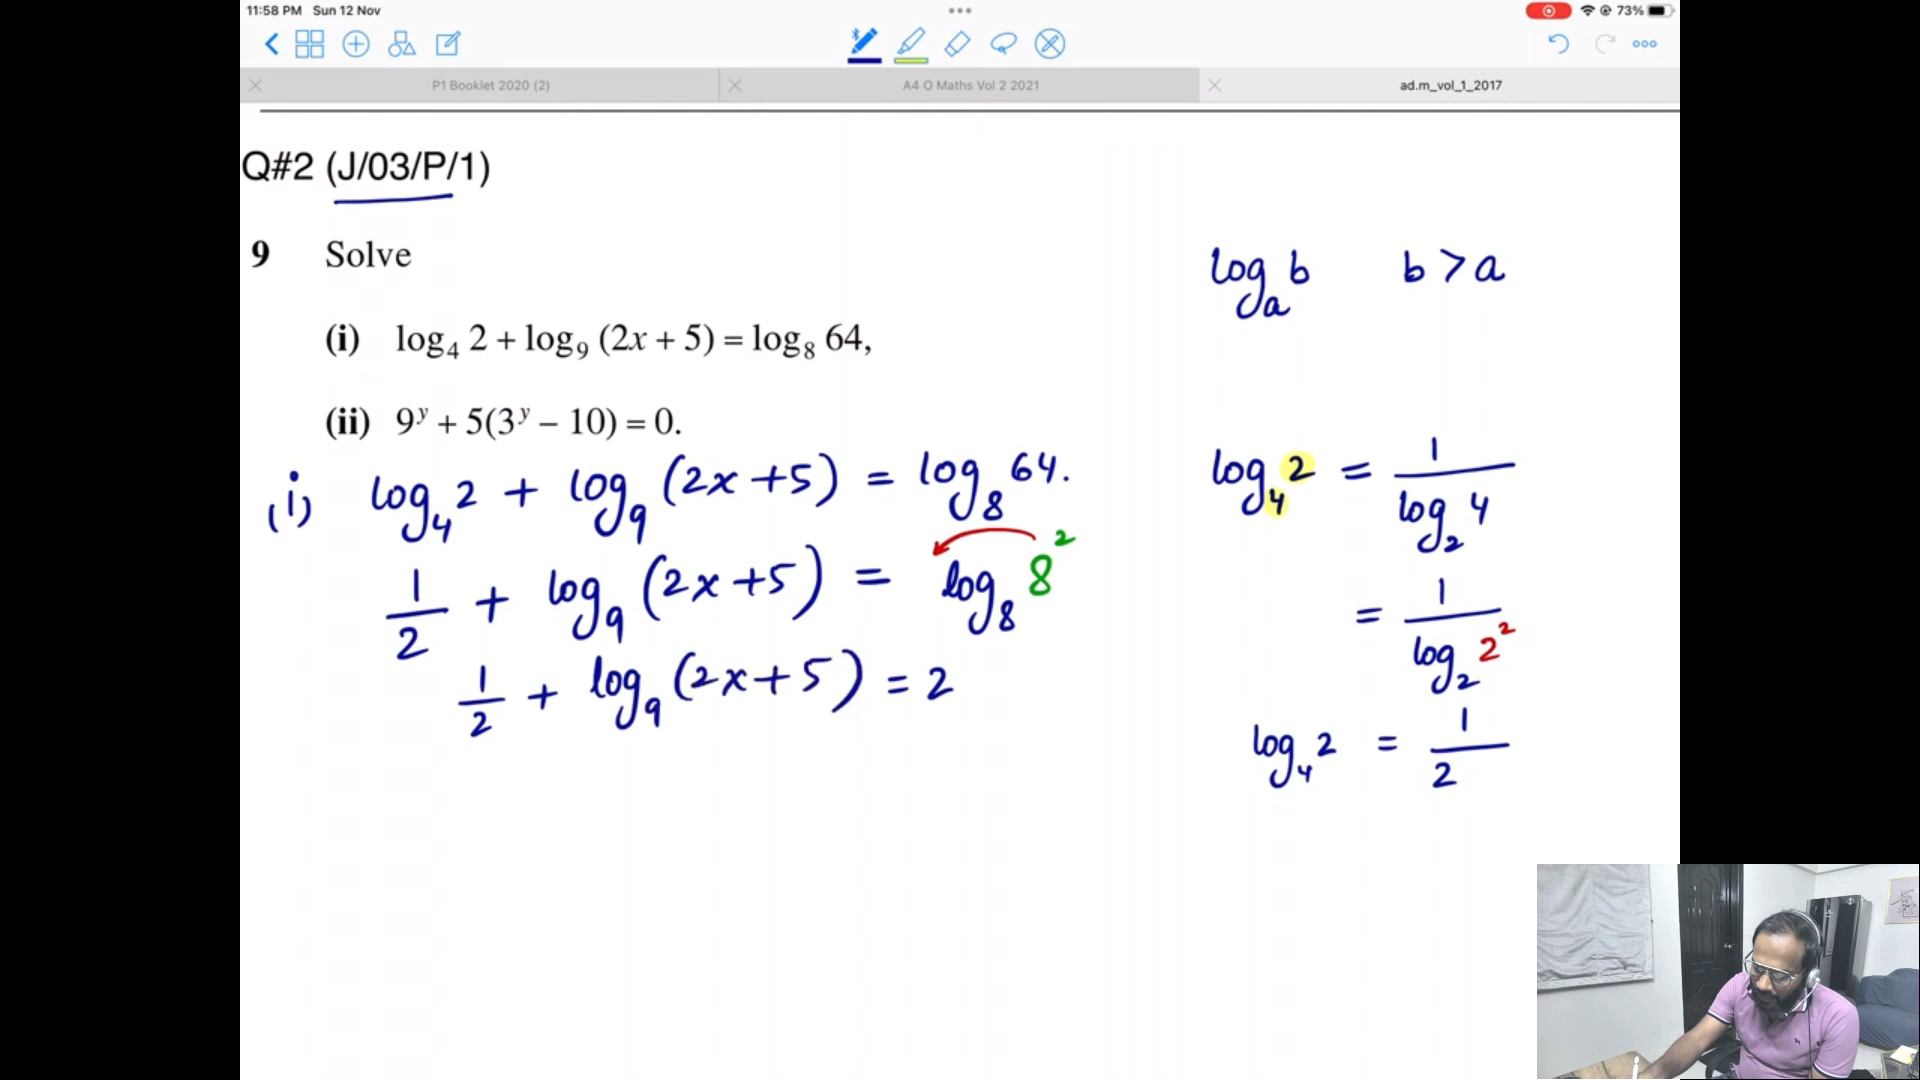 11:58 PM Sun 12 Nov
73%
P1 Booklet 2020 (2)
A4 O Maths Vol 2 2021
ad.m_vol_1_2017
Q#2 (J/03/P/1)
9 Solve
(i) log₄ 2 + log₉ (2x + 5) = log₈ 64,
(ii) 9ʸ + 5(3ʸ – 10) = 0.
(i) log₄ 2 + log₉ (2x+5) = log₈ 64.
1/2 + log₉ (2x+5) = log₈ 8²
1/2 + log₉ (2x+5) = 2
logₐ b b > a
log₄ 2 = 1/log₂ 4
= 1/log₂ 2²
log₄ 2 = 1/2